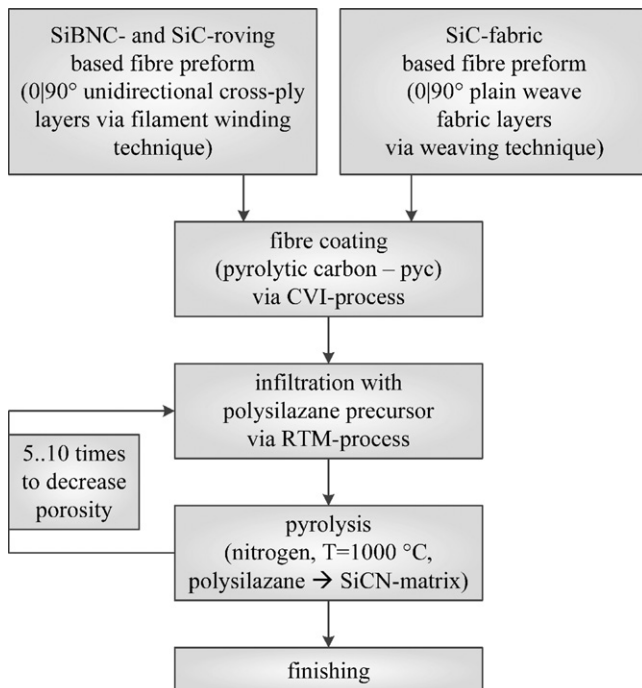 SiBNC- and SiC-roving
based fibre preform
(0|90° unidirectional cross-ply
layers via filament winding
technique)
SiC-fabric
based fibre preform
(0|90° plain weave
fabric layers
via weaving technique)
fibre coating
(pyrolytic carbon – pyc)
via CVI-process
infiltration with
polysilazane precursor
via RTM-process
5..10 times
to decrease
porosity
pyrolysis
(nitrogen, T=1000 °C,
polysilazane → SiCN-matrix)
finishing